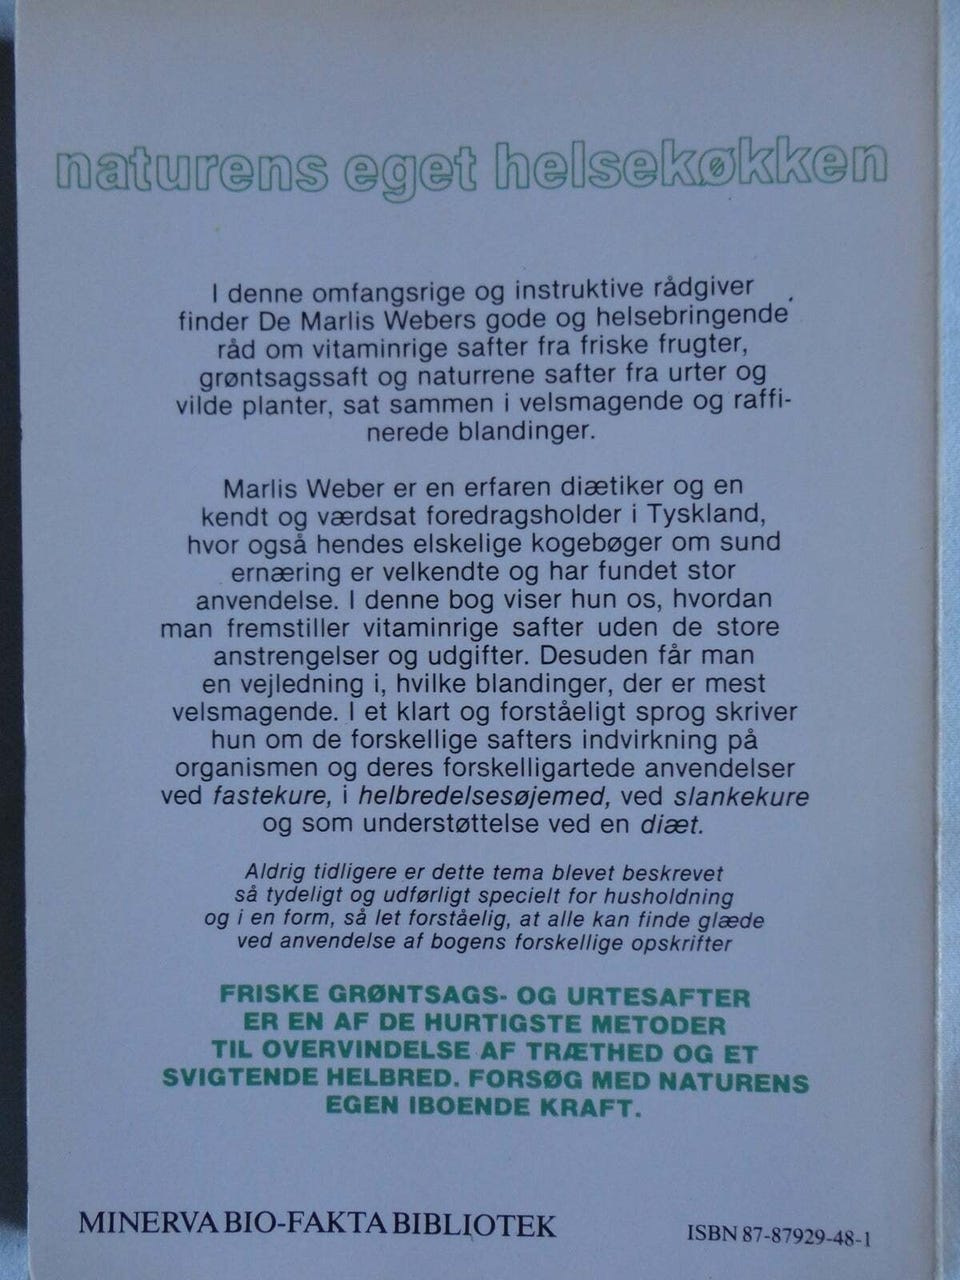 naturens eget helsekøkken
I denne omfangsrige og instruktive rådgiver
finder De Marlis Webers gode og helsebringende
råd om vitaminrige safter fra friske frugter,
grøntsagssaft og naturrene safter fra urter og
vilde planter, sat sammen i velsmagende og raffi-
nerede blandinger.
Marlis Weber er en erfaren diætiker og en
kendt og værdsat foredragsholder i Tyskland,
hvor også hendes elskelige kogebøger om sund
ernæring er velkendte og har fundet stor
anvendelse. I denne bog viser hun os, hvordan
man fremstiller vitaminrige safter uden de store
anstrengelser og udgifter. Desuden får man
en vejledning i, hvilke blandinger, der er mest
velsmagende. I et klart og forståeligt sprog skriver
hun om de forskellige safters indvirkning på
organismen og deres forskelligartede anvendelser
ved fastekure, i helbredelsesøjemed, ved slankekure
og som understøttelse ved en diæt.
Aldrig tidligere er dette tema blevet beskrevet
så tydeligt og udførligt specielt for husholdning
og i en form, så let forståelig, at alle kan finde glæde
ved anvendelse af bogens forskellige opskrifter
FRISKE GRØNTSAGS- OG URTESAFTER
ER EN AF DE HURTIGSTE METODER
TIL OVERVINDELSE AF TRÆTHED OG ET
SVIGTENDE HELBRED. FORSØG MED NATURENS
EGEN IBOENDE KRAFT.
MINERVA BIO-FAKTA BIBLIOTEK
ISBN 87-87929-48-1